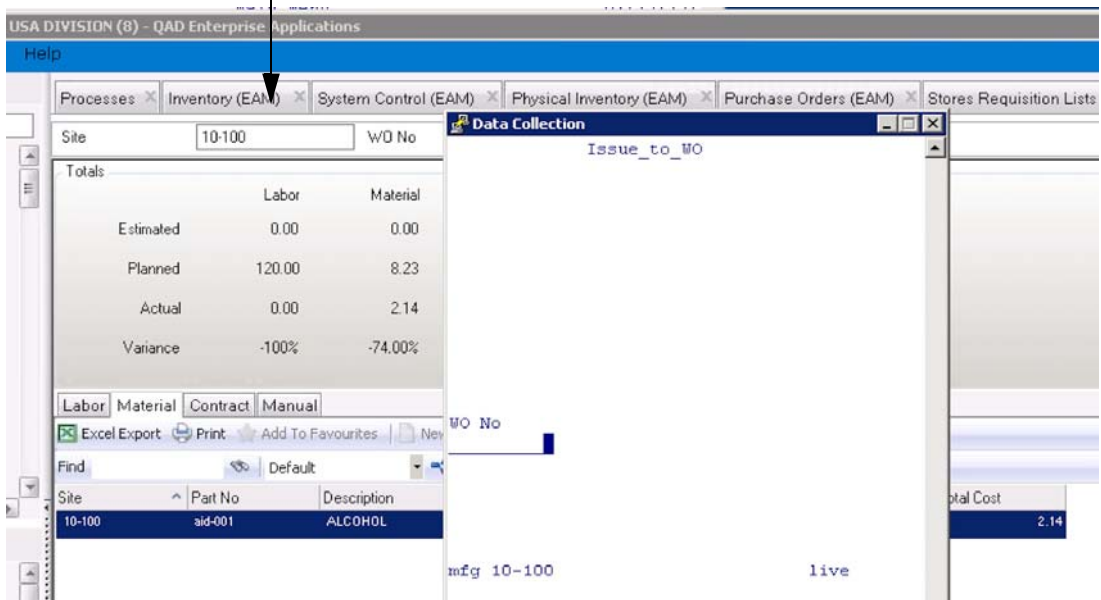 USA DIVISION (8) - QAD Enterprise Applications
Help
Processes Inventory (EAM) System Control (EAM) Physical Inventory (EAM) Purchase Orders (EAM) Stores Requisition Lists
Site 10-100 WO No
Data Collection
Issue_to_WO
Totals
Labor Material
Estimated 0.00 0.00
Planned 120.00 8.23
Actual 0.00 2.14
Variance -100% -74.00%
Labor Material Contract Manual
Excel Export Print Add To Favourites
WO No
Find Default
Site Part No Description Cost
10-100 aid-001 ALCOHOL 2.14
mfg 10-100 live